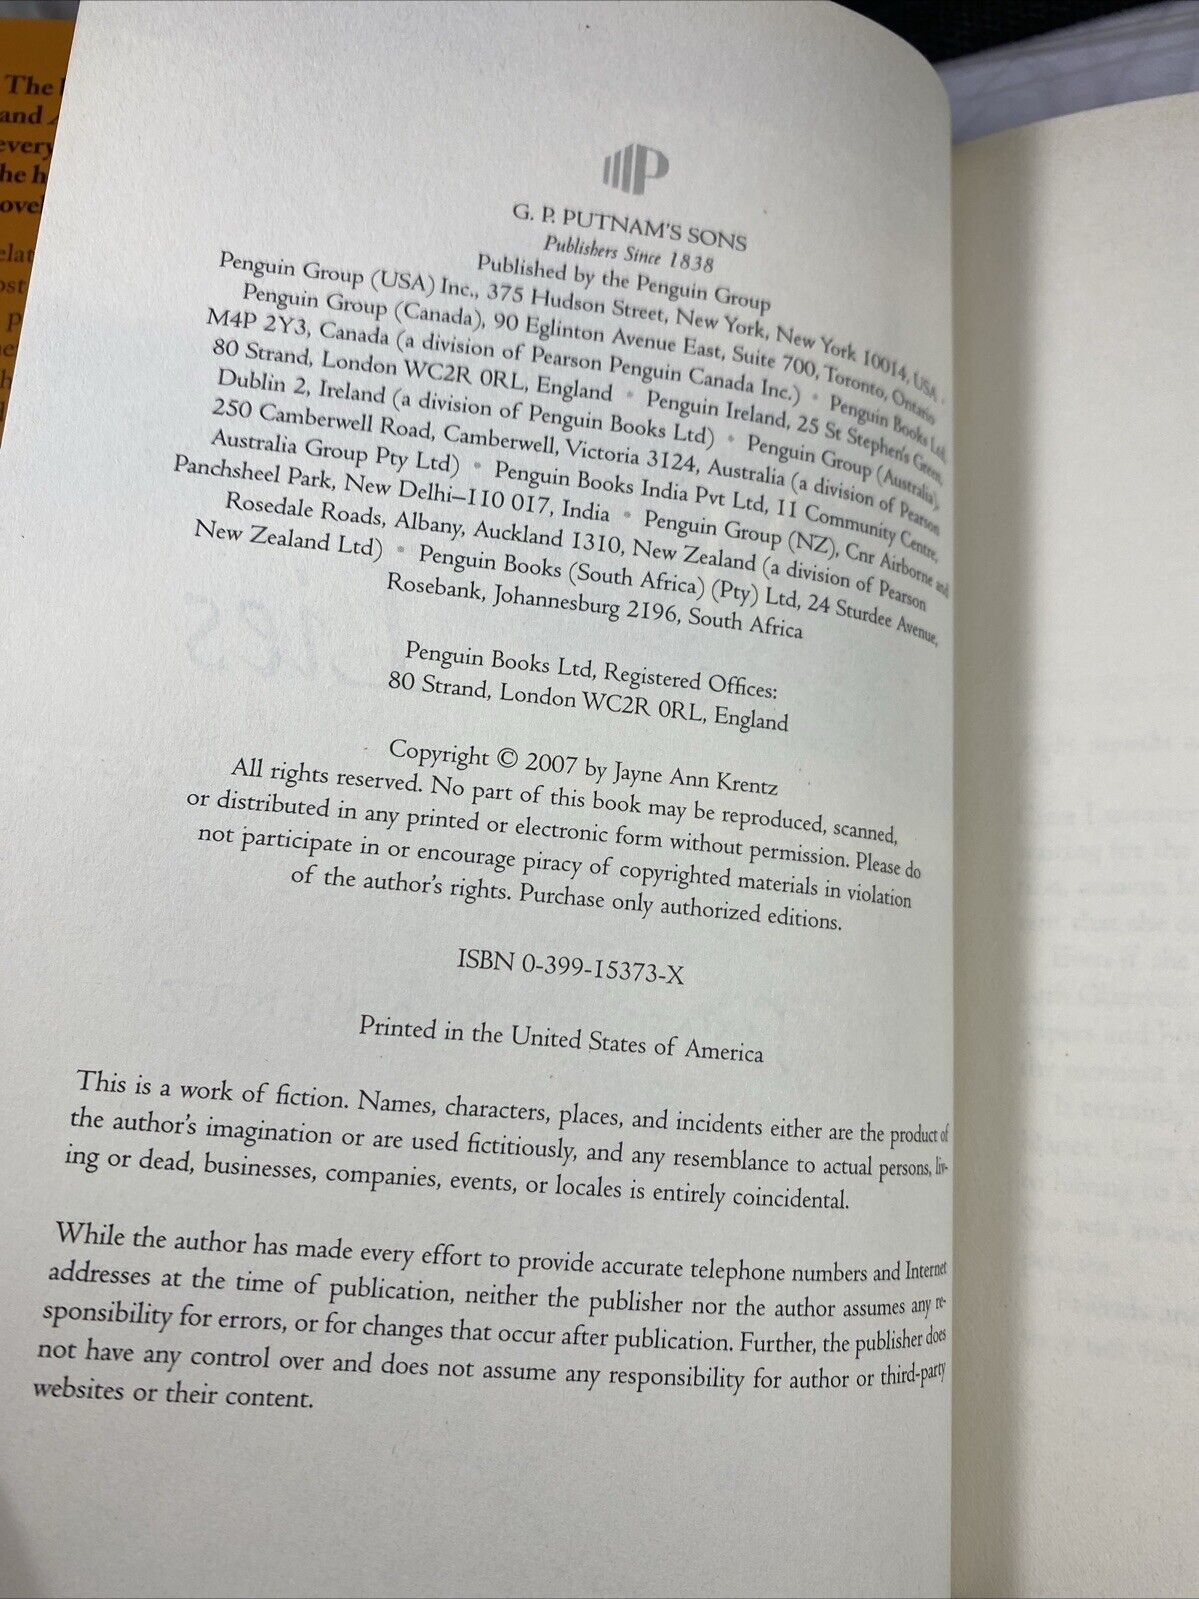 The
and
every
he h
ovel
elat
ost
p
P
G. P. PUTNAM'S SONS
Publishers Since 1838
Published by the Penguin Group
Penguin Group (USA) Inc., 375 Hudson Street, New York, New York 10014, USA •
Penguin Group (Canada), 90 Eglinton Avenue East, Suite 700, Toronto, Ontario
M4P 2Y3, Canada (a division of Pearson Penguin Canada Inc.) • Penguin Books Ltd,
80 Strand, London WC2R 0RL, England • Penguin Ireland, 25 St Stephen's Green,
Dublin 2, Ireland (a division of Penguin Books Ltd) • Penguin Group (Australia),
250 Camberwell Road, Camberwell, Victoria 3124, Australia (a division of Pearson
Australia Group Pty Ltd) • Penguin Books India Pvt Ltd, 11 Community Centre,
Panchsheel Park, New Delhi–110 017, India • Penguin Group (NZ), Cnr Airborne and
Rosedale Roads, Albany, Auckland 1310, New Zealand (a division of Pearson
New Zealand Ltd) • Penguin Books (South Africa) (Pty) Ltd, 24 Sturdee Avenue,
Rosebank, Johannesburg 2196, South Africa
Penguin Books Ltd, Registered Offices:
80 Strand, London WC2R 0RL, England
Copyright © 2007 by Jayne Ann Krentz
All rights reserved. No part of this book may be reproduced, scanned,
or distributed in any printed or electronic form without permission. Please do
not participate in or encourage piracy of copyrighted materials in violation
of the author's rights. Purchase only authorized editions.
ISBN 0-399-15373-X
Printed in the United States of America
This is a work of fiction. Names, characters, places, and incidents either are the product of
the author's imagination or are used fictitiously, and any resemblance to actual persons, liv-
ing or dead, businesses, companies, events, or locales is entirely coincidental.
While the author has made every effort to provide accurate telephone numbers and Internet
addresses at the time of publication, neither the publisher nor the author assumes any re-
sponsibility for errors, or for changes that occur after publication. Further, the publisher does
not have any control over and does not assume any responsibility for author or third-party
websites or their content.